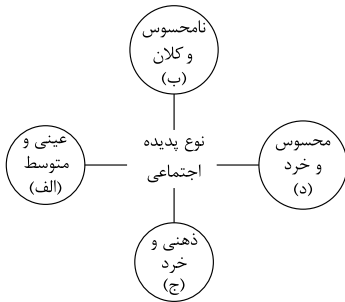 نامحسوس
و کلان
(ب)
محسوس
و خرد
(د)
نوع پدیده
اجتماعی
عینی و
متوسط
(الف)
ذهنی و
خرد
(ج)